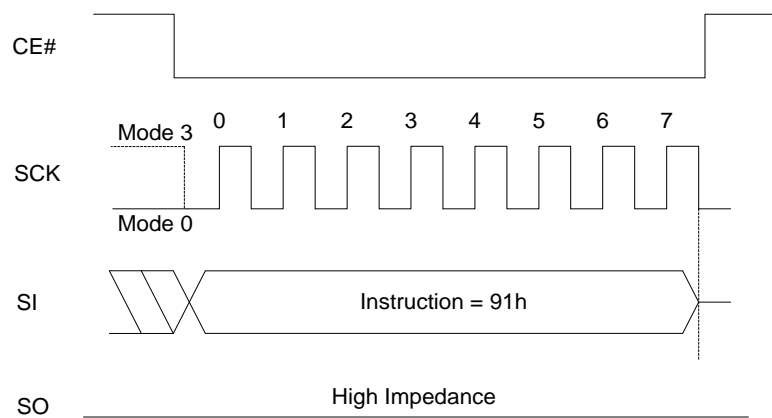 CE#
0 1 2 3 4 5 6 7
Mode 3
SCK
Mode 0
SI
Instruction = 91h
High Impedance
SO